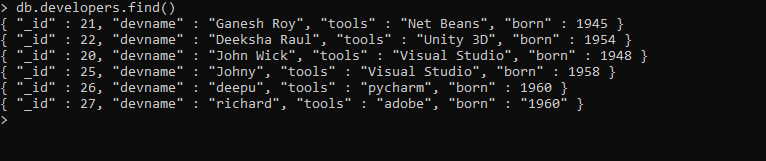 > db.developers.find()
{ "_id" : 21, "devname" : "Ganesh Roy", "tools" : "Net Beans", "born" : 1945 }
{ "_id" : 22, "devname" : "Deeksha Raul", "tools" : "Unity 3D", "born" : 1954 }
{ "_id" : 20, "devname" : "John Wick", "tools" : "Visual Studio", "born" : 1948 }
{ "_id" : 25, "devname" : "Johny", "tools" : "Visual Studio", "born" : 1958 }
{ "_id" : 26, "devname" : "deepu", "tools" : "pycharm", "born" : 1960 }
{ "_id" : 27, "devname" : "richard", "tools" : "adobe", "born" : "1960" }
>